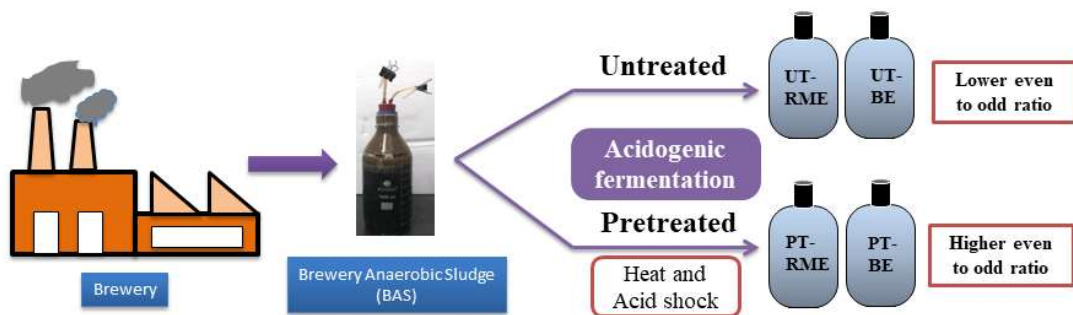 Brewery
Brewery Anaerobic Sludge
(BAS)
Untreated
Acidogenic
fermentation
Pretreated
Heat and
Acid shock
UT-
RME
UT-
BE
Lower even
to odd ratio
PT-
RME
PT-
BE
Higher even
to odd ratio